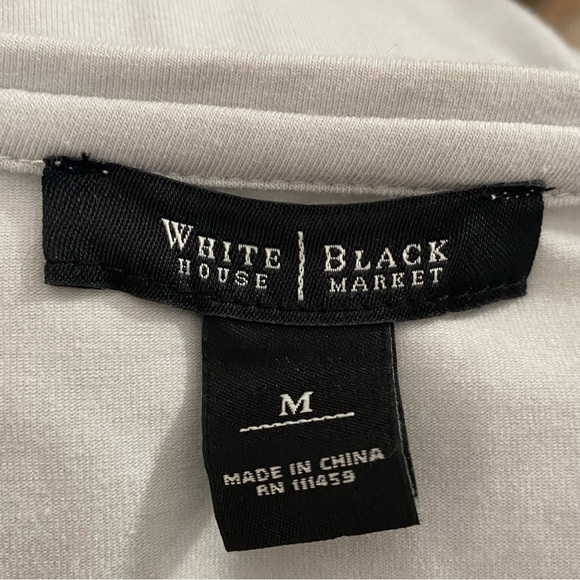 WHITE | BLACK
HOUSE | MARKET
M
MADE IN CHINA
RN 111459